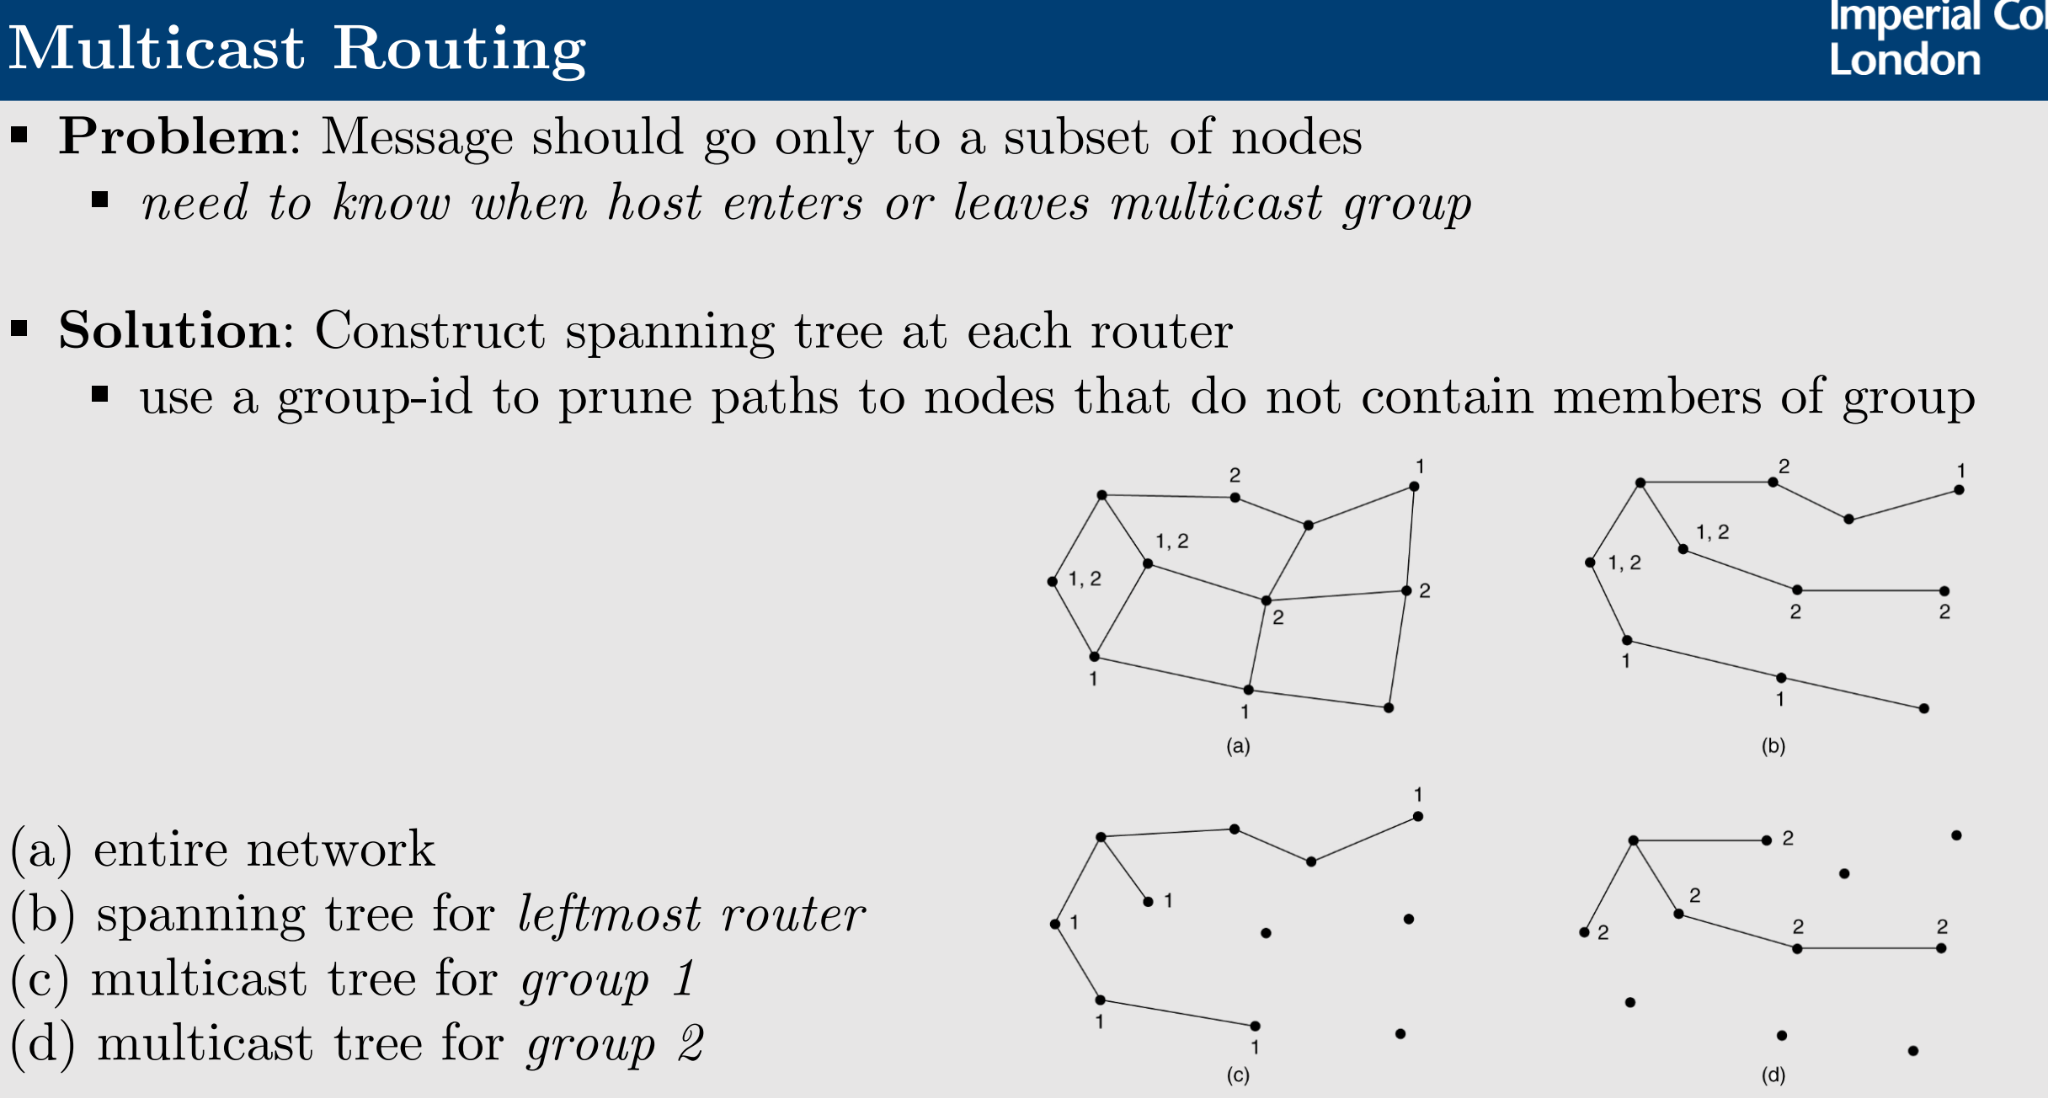 Multicast Routing
Imperial Co
London
▪ Problem: Message should go only to a subset of nodes
▪ need to know when host enters or leaves multicast group
▪ Solution: Construct spanning tree at each router
▪ use a group-id to prune paths to nodes that do not contain members of group
2
1
1, 2
1, 2
2
2
1
1
(a)
2
1
1, 2
1, 2
2
2
1
1
(b)
(a) entire network
(b) spanning tree for leftmost router
(c) multicast tree for group 1
(d) multicast tree for group 2
1
1
1
1
1
(c)
2
2
2
2
2
(d)